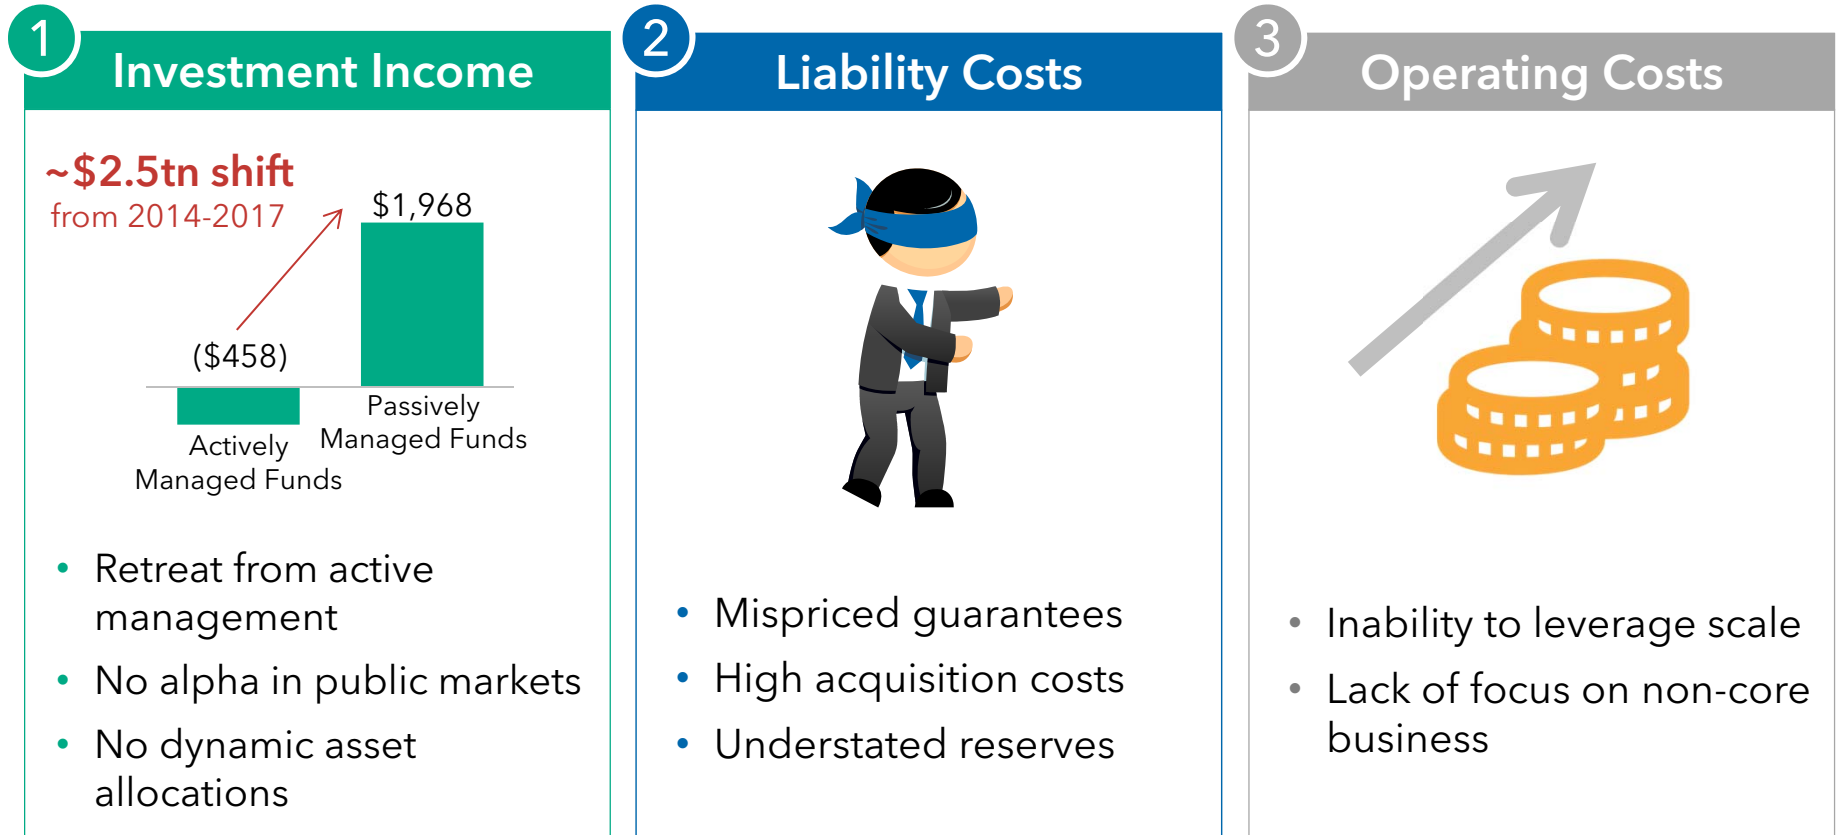 1
Investment Income
~$2.5tn shift
from 2014-2017
$1,968
($458)
Passively
Managed Funds
Actively
Managed Funds
• Retreat from active
management
• No alpha in public markets
• No dynamic asset
allocations
2
Liability Costs
• Mispriced guarantees
• High acquisition costs
• Understated reserves
3
Operating Costs
• Inability to leverage scale
• Lack of focus on non-core
business